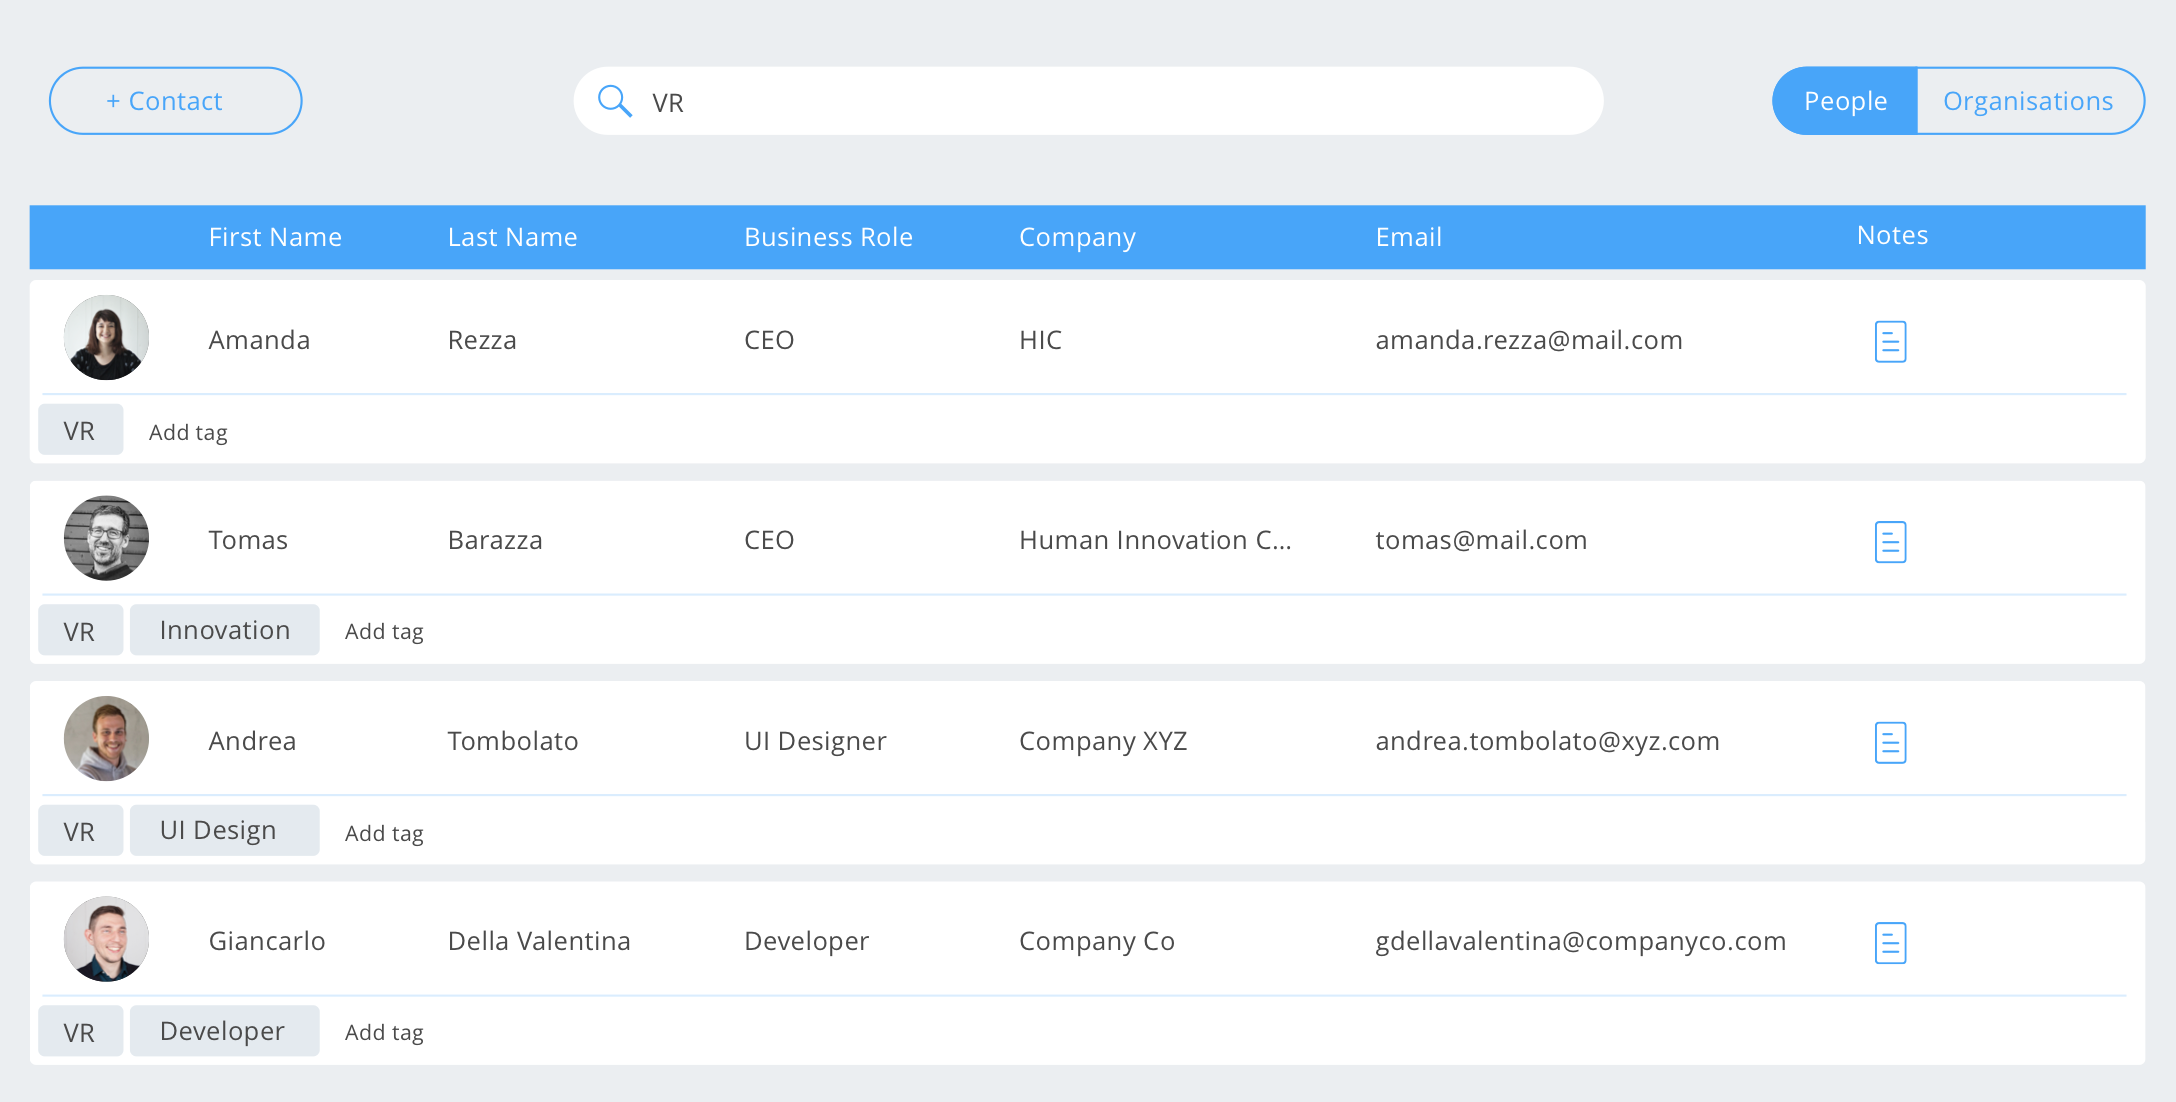 + Contact
VR
People
Organisations
First Name Last Name Business Role Company Email Notes
Amanda Rezza CEO HIC amanda.rezza@mail.com
VR Add tag
Tomas Barazza CEO Human Innovation C... tomas@mail.com
VR Innovation Add tag
Andrea Tombolato UI Designer Company XYZ andrea.tombolato@xyz.com
VR UI Design Add tag
Giancarlo Della Valentina Developer Company Co gdellavalentina@companyco.com
VR Developer Add tag